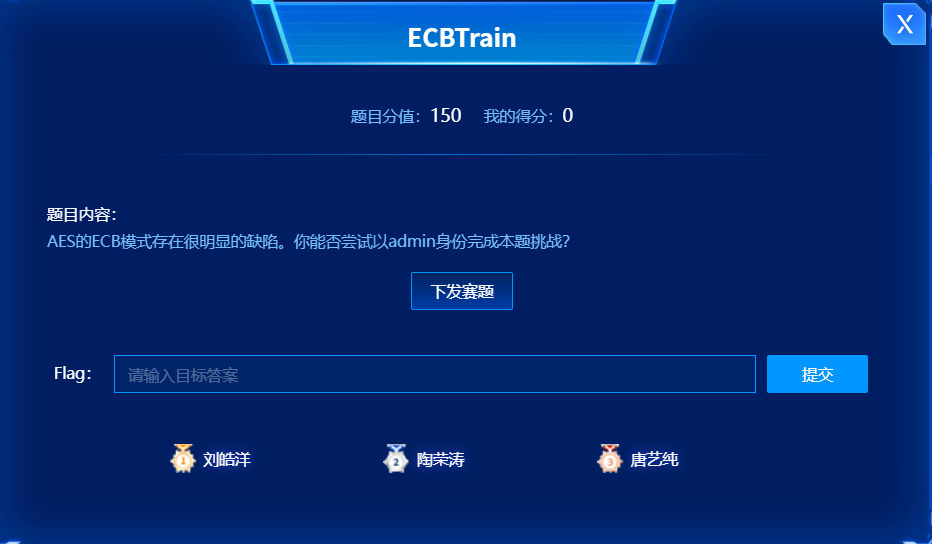 ECBTrain
X
题目分值：150 我的得分：0
题目内容：
AES的ECB模式存在很明显的缺陷。你能否尝试以admin身份完成本题挑战？
下发赛题
Flag： 请输入目标答案 提交
1 刘皓洋 2 陶荣涛 3 唐艺纯